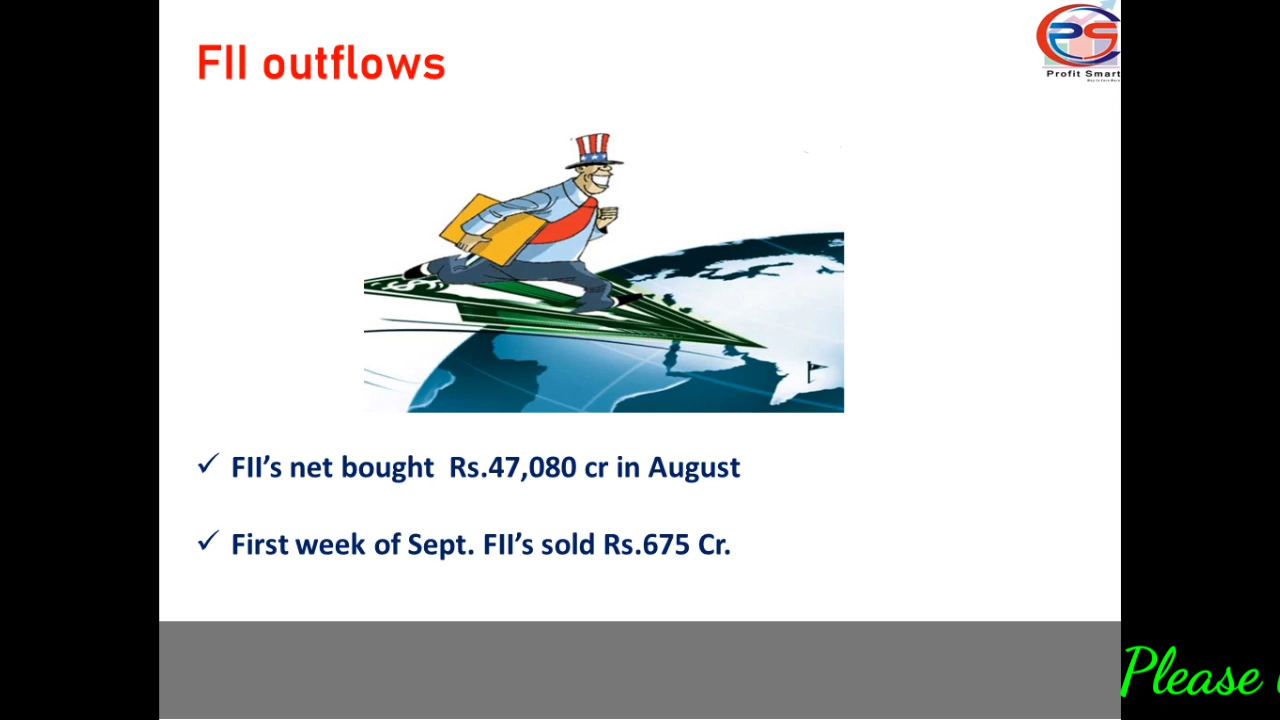 FII outflows
Profit Smart
FII's net bought Rs.47,080 cr in August
First week of Sept. FII's sold Rs.675 Cr.
Please